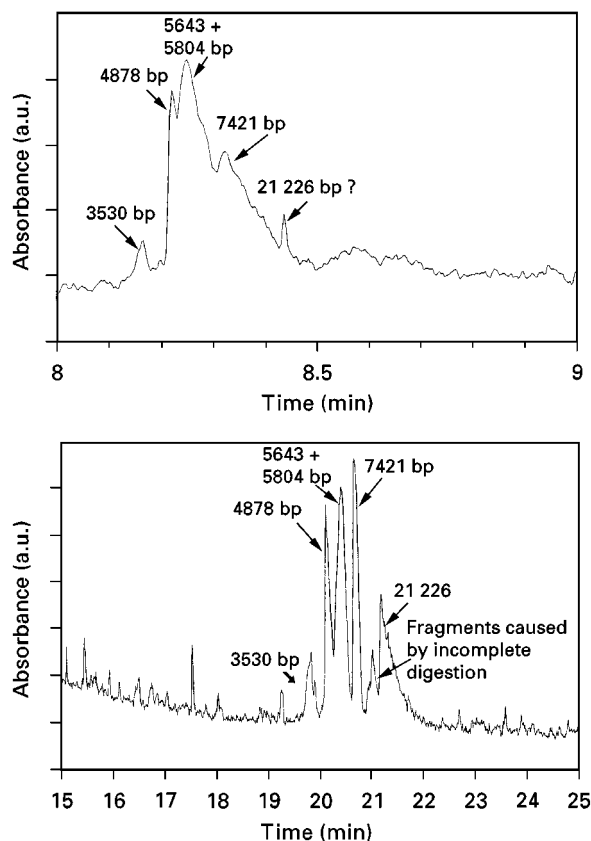 5643 +
5804 bp
4878 bp
7421 bp
21 226 bp ?
3530 bp
Absorbance (a.u.)
8
8.5
9
Time (min)
5643 +
5804 bp
7421 bp
4878 bp
21 226
Fragments caused
by incomplete
digestion
3530 bp
Absorbance (a.u.)
15 16 17 18 19 20 21 22 23 24 25
Time (min)